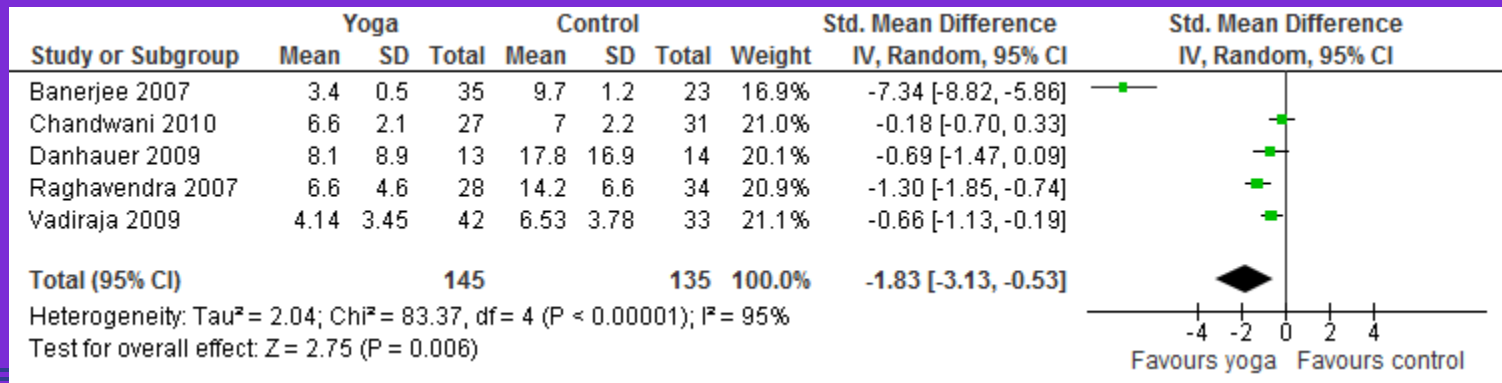 Yoga Control Std. Mean Difference Std. Mean Difference
Study or Subgroup Mean SD Total Mean SD Total Weight IV, Random, 95% CI IV, Random, 95% CI
Banerjee 2007 3.4 0.5 35 9.7 1.2 23 16.9% -7.34 [-8.82, -5.86]
Chandwani 2010 6.6 2.1 27 7 2.2 31 21.0% -0.18 [-0.70, 0.33]
Danhauer 2009 8.1 8.9 13 17.8 16.9 14 20.1% -0.69 [-1.47, 0.09]
Raghavendra 2007 6.6 4.6 28 14.2 6.6 34 20.9% -1.30 [-1.85, -0.74]
Vadiraja 2009 4.14 3.45 42 6.53 3.78 33 21.1% -0.66 [-1.13, -0.19]
Total (95% CI) 145 135 100.0% -1.83 [-3.13, -0.53]
Heterogeneity: Tau² = 2.04; Chi² = 83.37, df = 4 (P < 0.00001); I² = 95%
Test for overall effect: Z = 2.75 (P = 0.006)
-4 -2 0 2 4
Favours yoga Favours control